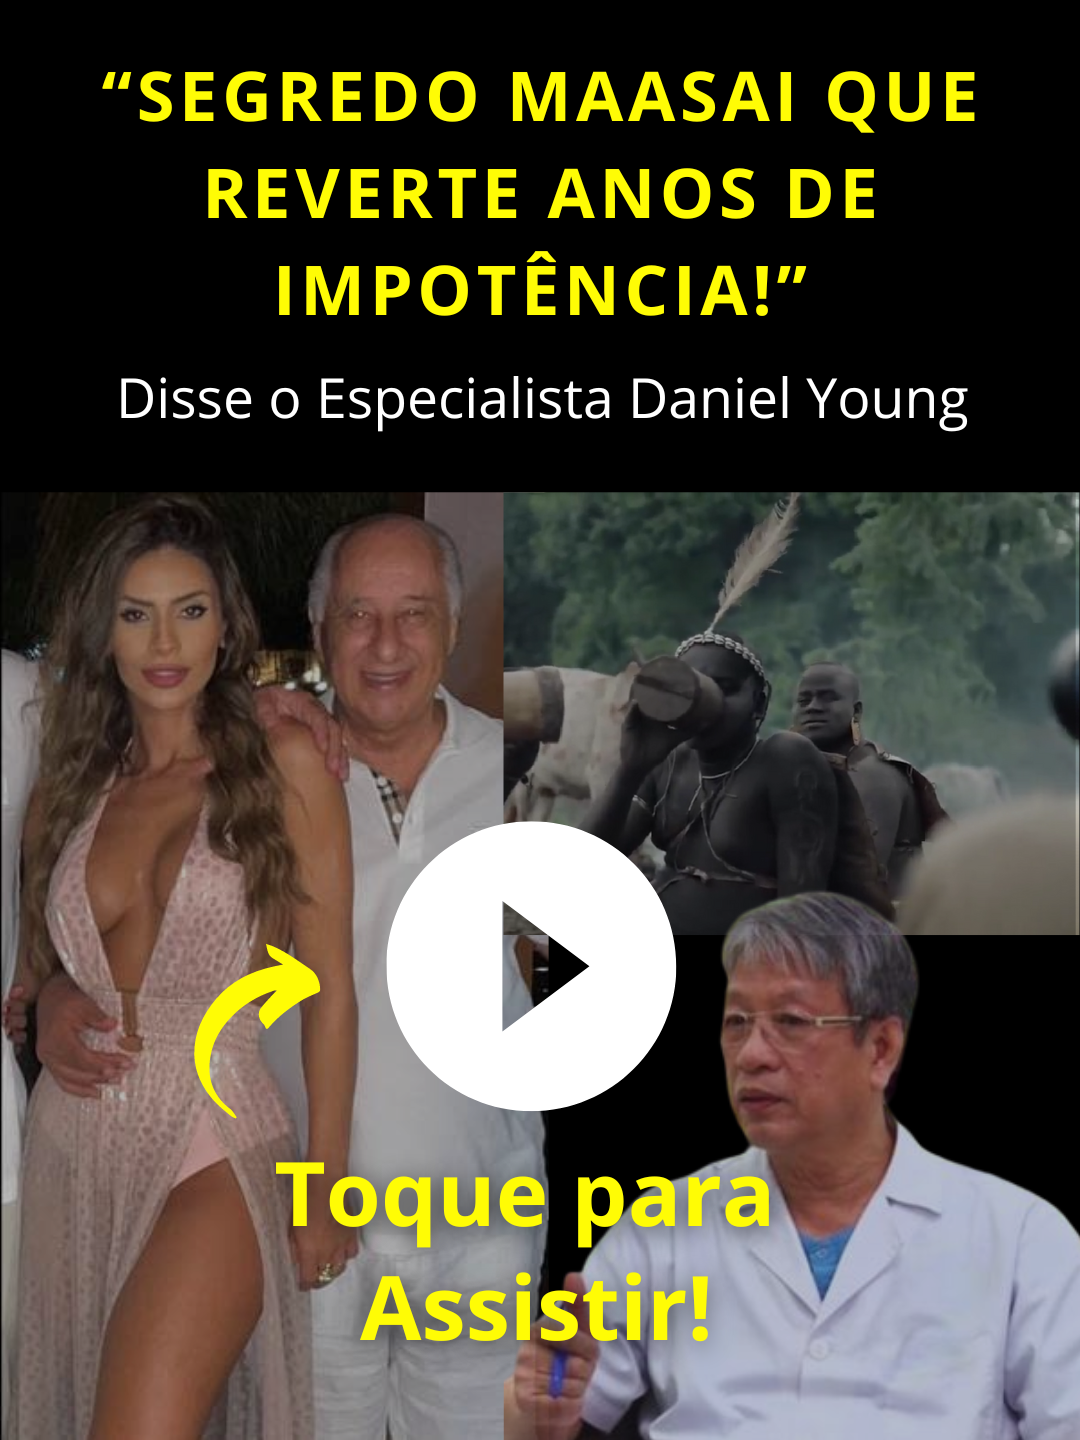 “SEGREDO MAASAI QUE
REVERTE ANOS DE
IMPOTÊNCIA!”
Disse o Especialista Daniel Young
Toque para
Assistir!